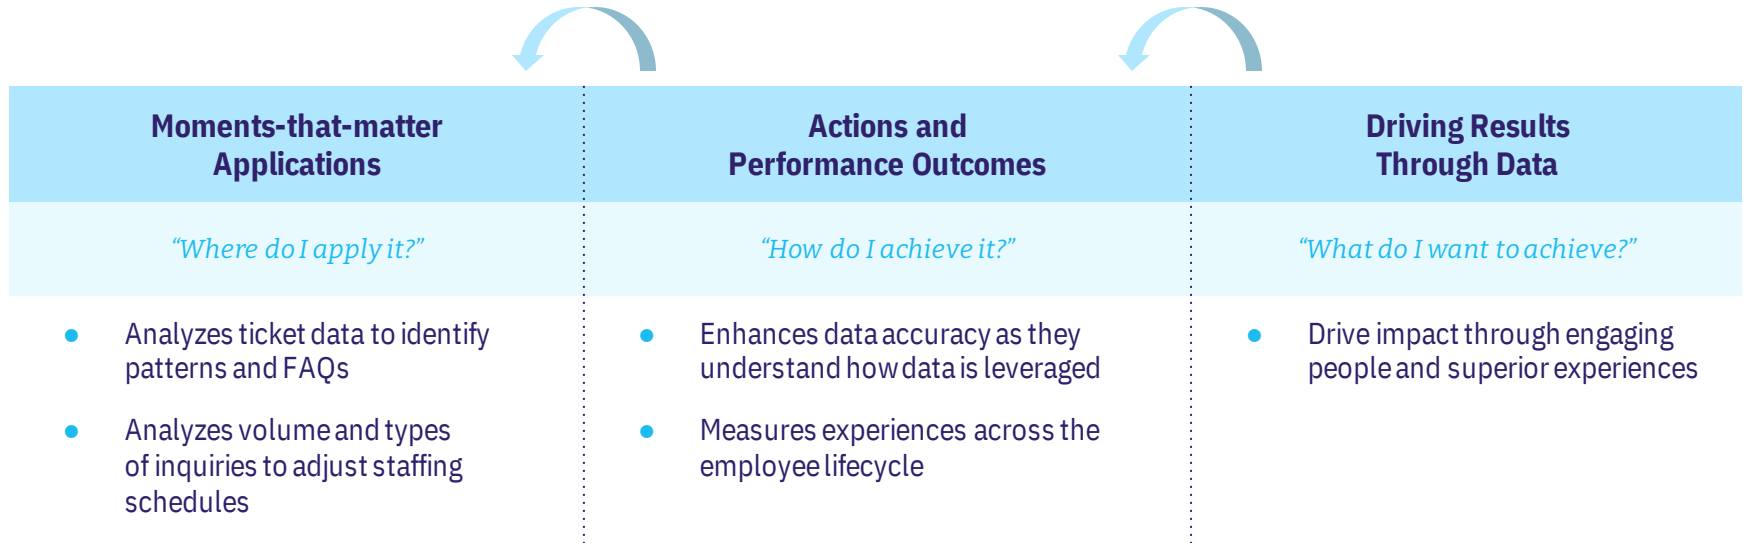 Moments-that-matter
Applications
“Where do I apply it?”
Analyzes ticket data to identify
patterns and FAQs
Analyzes volume and types
of inquiries to adjust staffing
schedules
Actions and
Performance Outcomes
“How do I achieve it?”
Enhances data accuracy as they
understand how data is leveraged
Measures experiences across the
employee lifecycle
Driving Results
Through Data
“What do I want to achieve?”
Drive impact through engaging
people and superior experiences